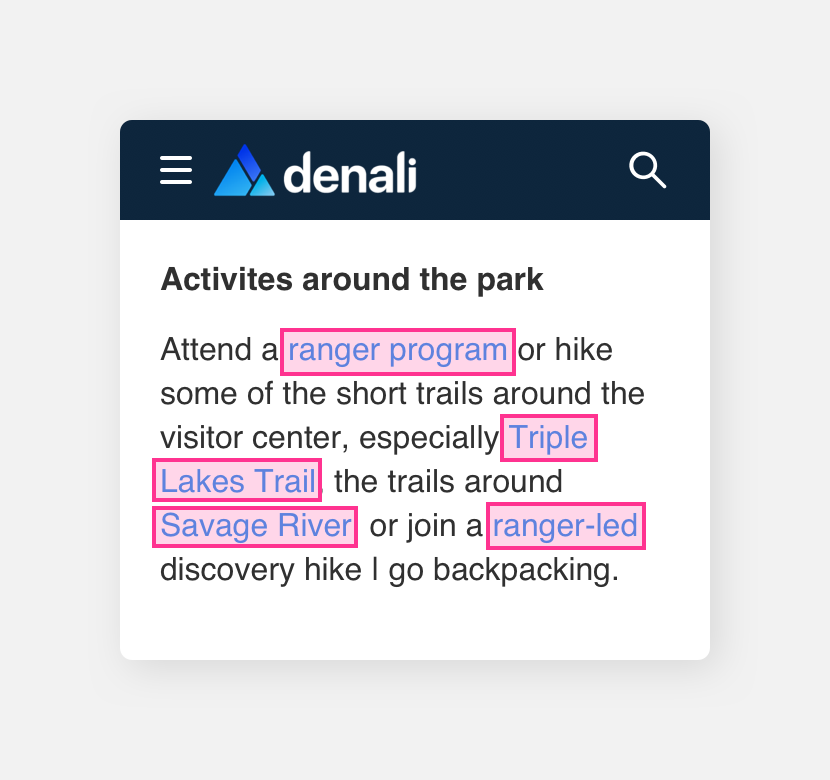 denali
Activites around the park
Attend a ranger program or hike
some of the short trails around the
visitor center, especially Triple
Lakes Trail, the trails around
Savage River or join a ranger-led
discovery hike | go backpacking.